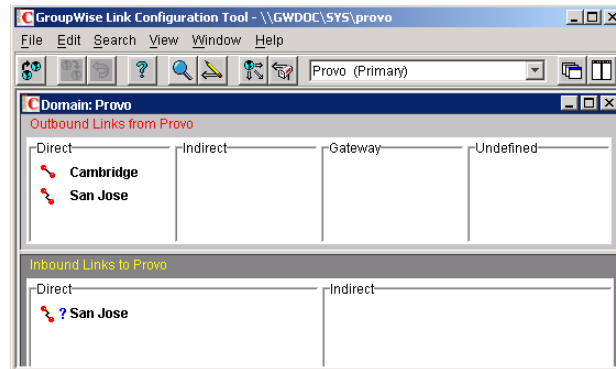 GroupWise Link Configuration Tool - \\GWDOC\SYS\provo
File Edit Search View Window Help
Provo (Primary)
Domain: Provo
Outbound Links from Provo
Direct Indirect Gateway Undefined
Cambridge
San Jose
Inbound Links to Provo
Direct Indirect
? San Jose